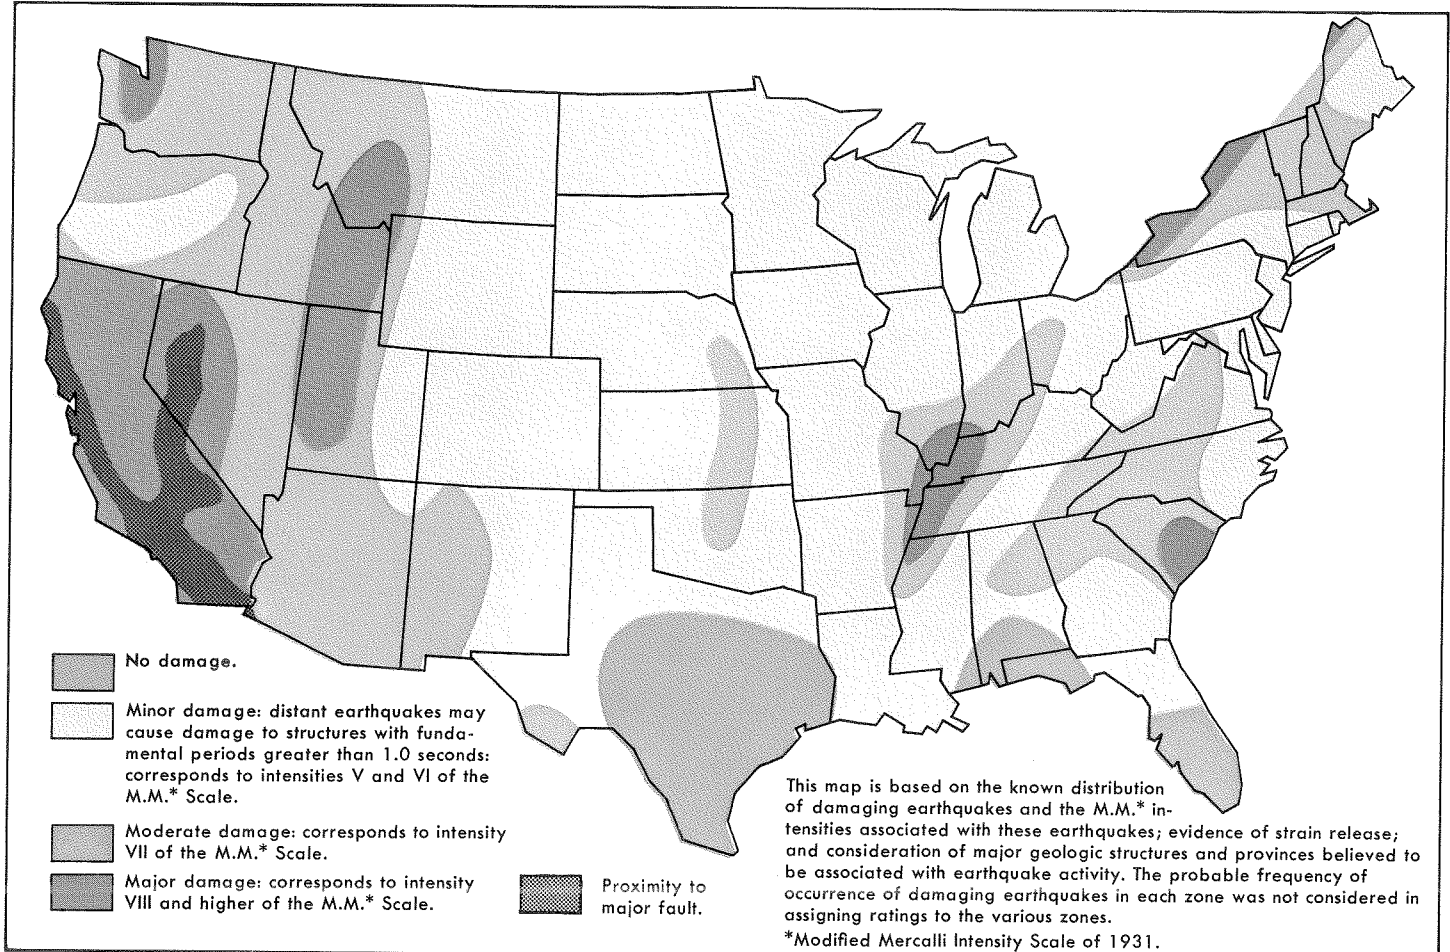 No damage.
Minor damage: distant earthquakes may
cause damage to structures with funda-
mental periods greater than 1.0 seconds:
corresponds to intensities V and VI of the
M.M.* Scale.
Moderate damage: corresponds to intensity
VII of the M.M.* Scale.
Major damage: corresponds to intensity
VIII and higher of the M.M.* Scale.
Proximity to
major fault.
This map is based on the known distribution
of damaging earthquakes and the M.M.* in-
tensities associated with these earthquakes; evidence of strain release;
and consideration of major geologic structures and provinces believed to
be associated with earthquake activity. The probable frequency of
occurrence of damaging earthquakes in each zone was not considered in
assigning ratings to the various zones.
*Modified Mercalli Intensity Scale of 1931.